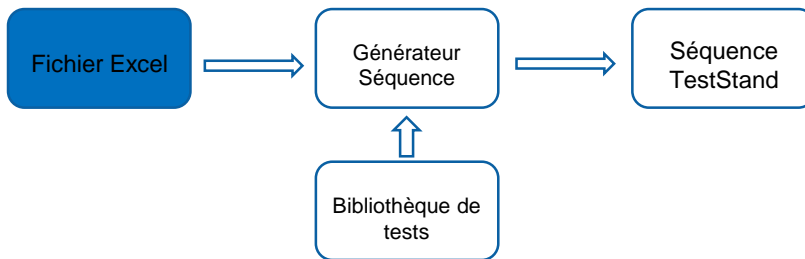 Fichier Excel
Générateur
Séquence
Séquence
TestStand
Bibliothèque de
tests